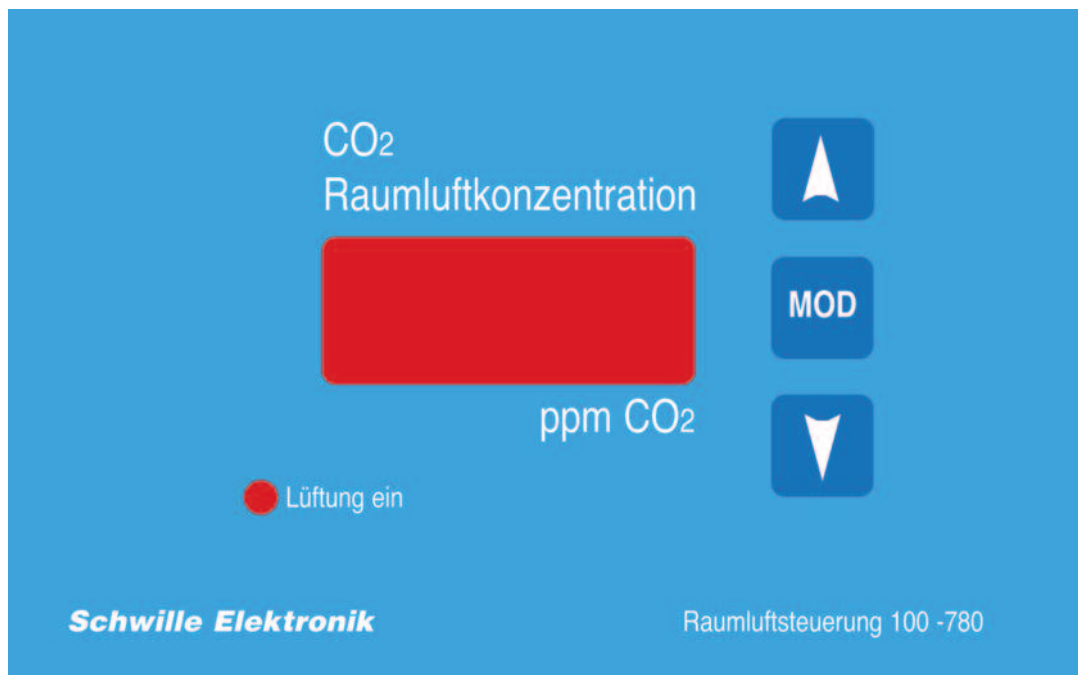 CO₂
Raumluftkonzentration
MOD
ppm CO₂
Lüftung ein
Schwille Elektronik
Raumluftsteuerung 100 -780